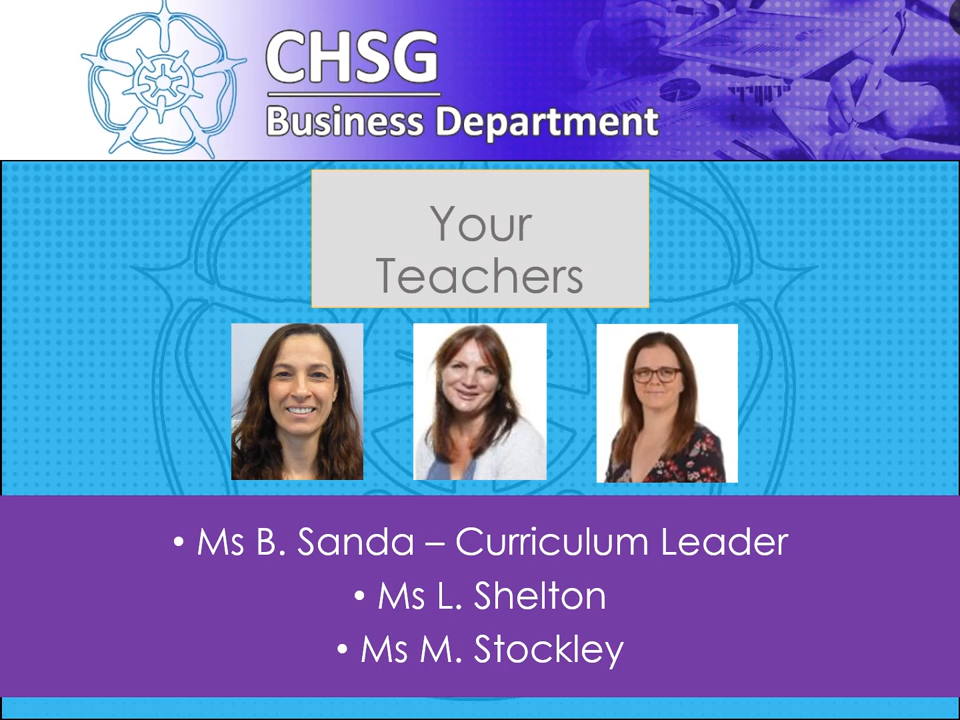 CHSG
Business Department
Your
Teachers
• Ms B. Sanda – Curriculum Leader
• Ms L. Shelton
• Ms M. Stockley